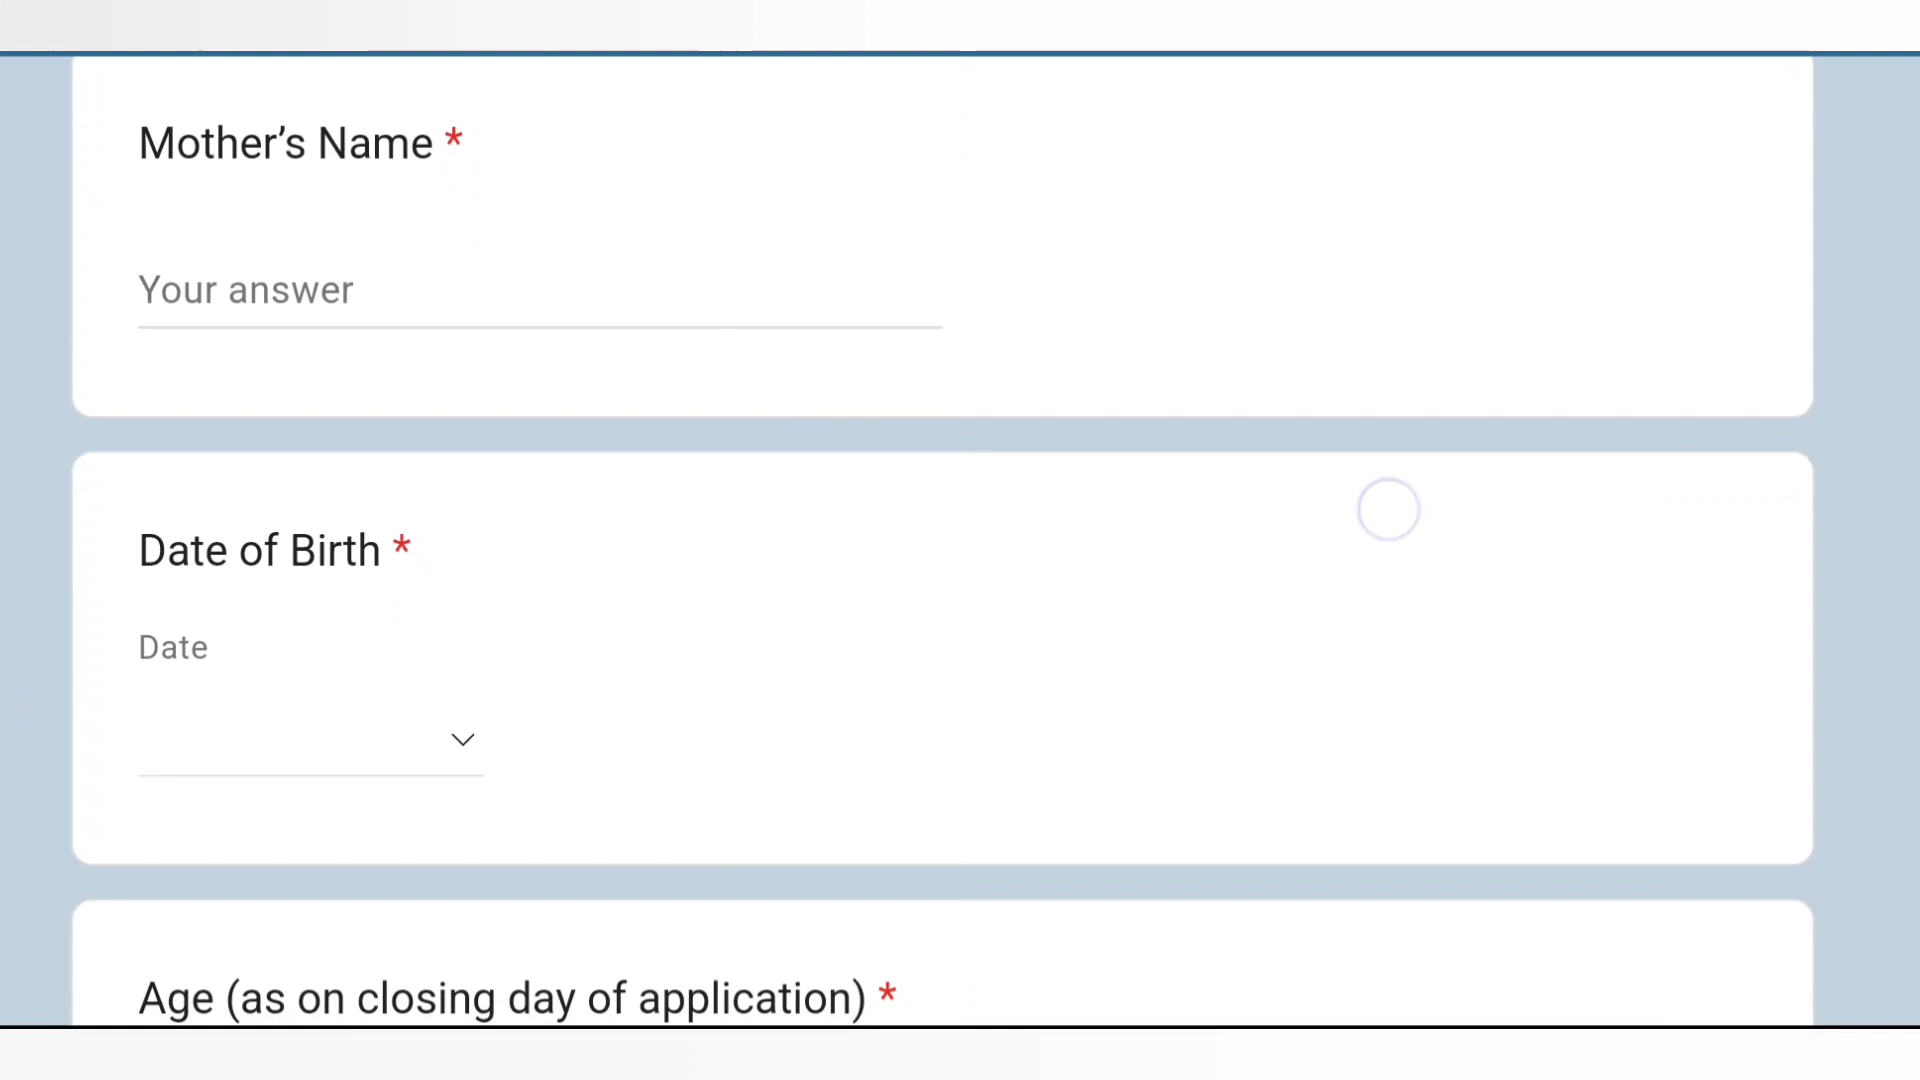 Mother’s Name *
Your answer
Date of Birth *
Date
Age (as on closing day of application) *